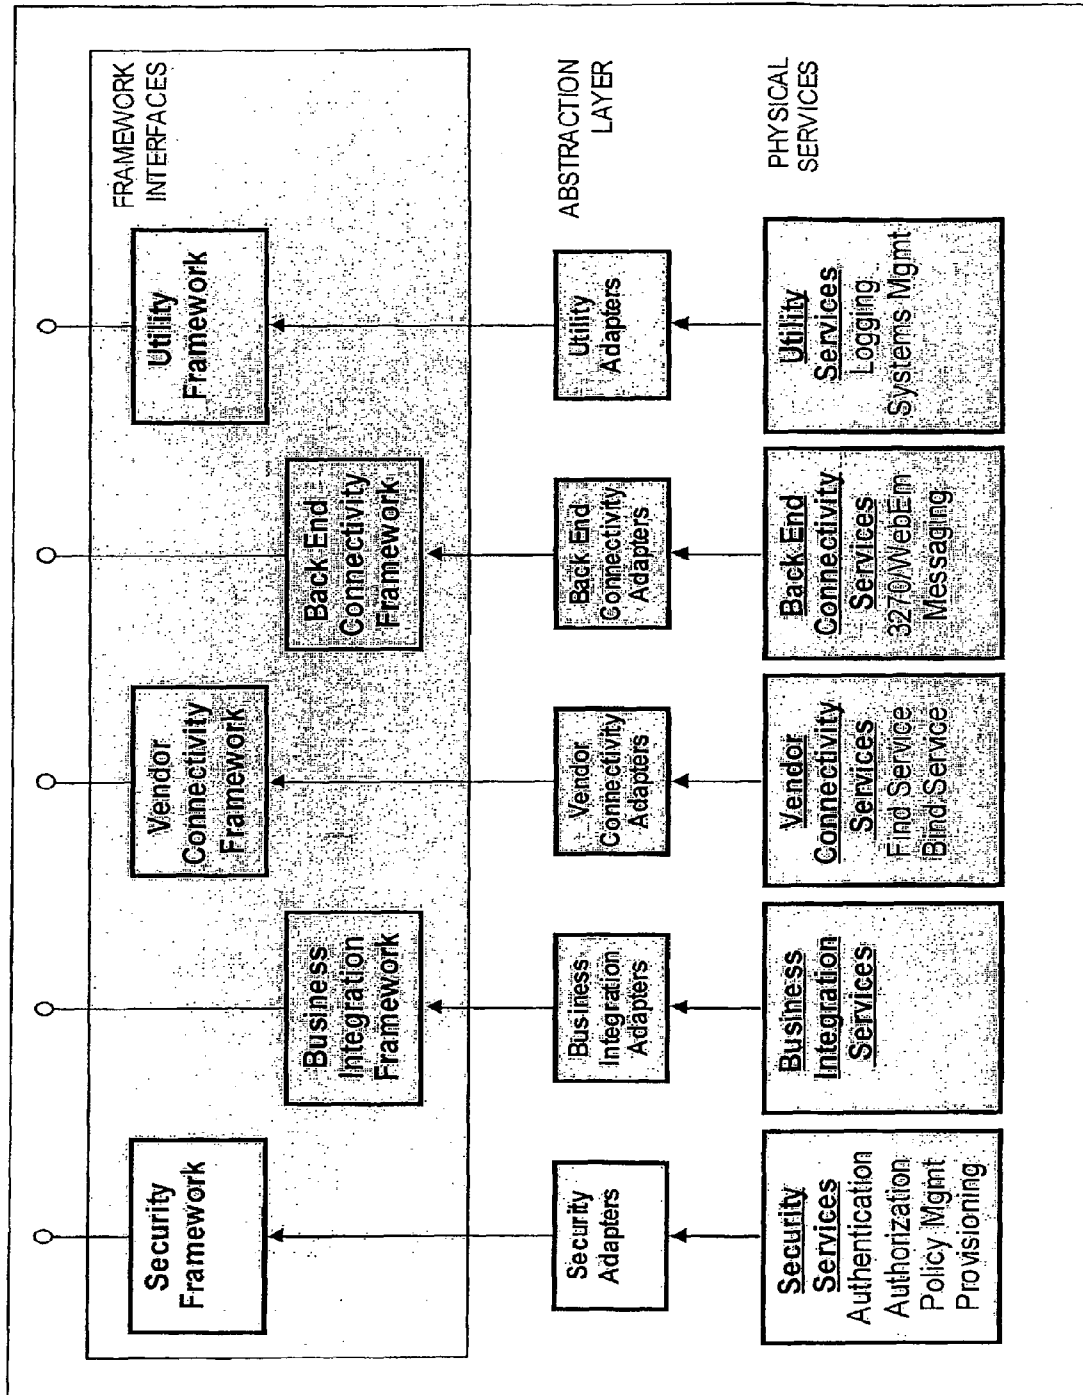 Security
Framework
Business
Integration
Framework
Vendor
Connectivity
Framework
Back End
Connectivity
Framework
Utility
Framework
FRAMEWORK
INTERFACES
Security
Adapters
Business
Integration
Adapters
Vendor
Connectivity
Adapters
Back End
Connectivity
Adapters
Utility
Adapters
ABSTRACTION
LAYER
Security
Services
Authentication
Authorization
Policy Mgmt
Provisioning
Business
Integration
Services
Vendor
Connectivity
Services
Find Service
Bind Service
Back End
Connectivity
Services
3270/WebEm
Messaging
Utility
Services
Logging
Systems Mgmt
PHYSICAL
SERVICES